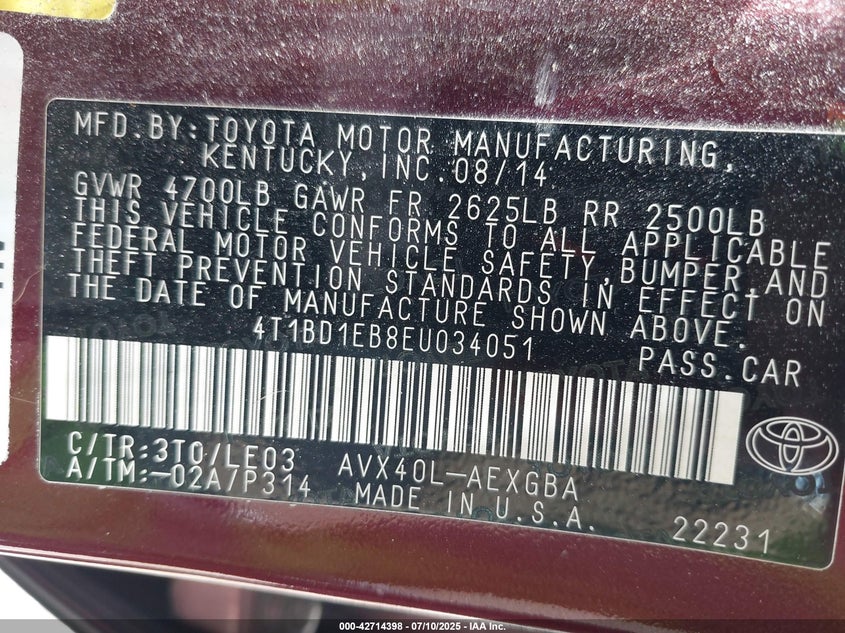 MFD.BY:TOYOTA MOTOR MANUFACTURING,
KENTUCKY,INC.08/14
GVWR 4700LB GAWR FR 2625LB RR 2500LB
THIS VEHICLE CONFORMS TO ALL APPLICABLE
FEDERAL MOTOR VEHICLE SAFETY,BUMPER,AND
THEFT PREVENTION STANDARDS IN EFFECT ON
THE DATE OF MANUFACTURE SHOWN ABOVE.
4T1BD1EB8EU034051
PASS.CAR
C/TR:3T0/LE03
A/TM:-02A/P314
AVX40L-AEXGBA
MADE IN U.S.A.
22231
000-42714398 - 07/10/2025 - IAA Inc.